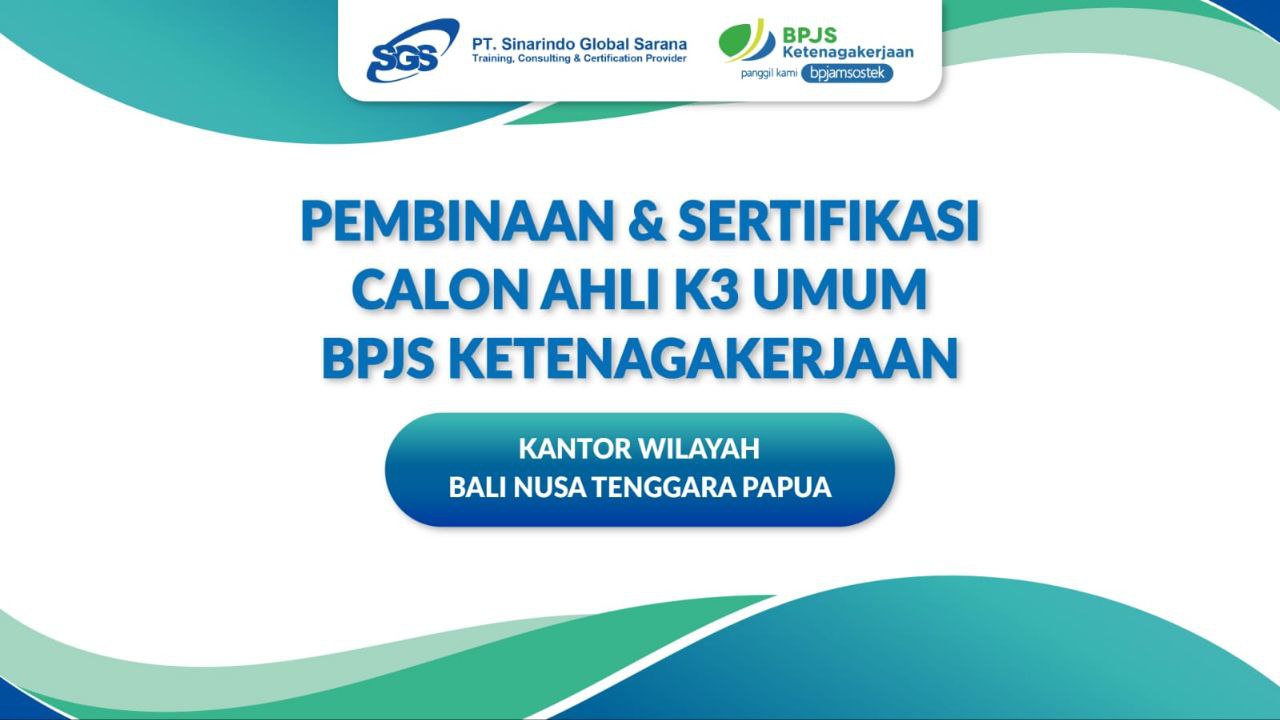 SGS
PT. Sinarindo Global Sarana
Training, Consulting & Certification Provider
BPJS
Ketenagakerjaan
panggil kami bpjamsostek
PEMBINAAN & SERTIFIKASI
CALON AHLI K3 UMUM
BPJS KETENAGAKERJAAN
KANTOR WILAYAH
BALI NUSA TENGGARA PAPUA